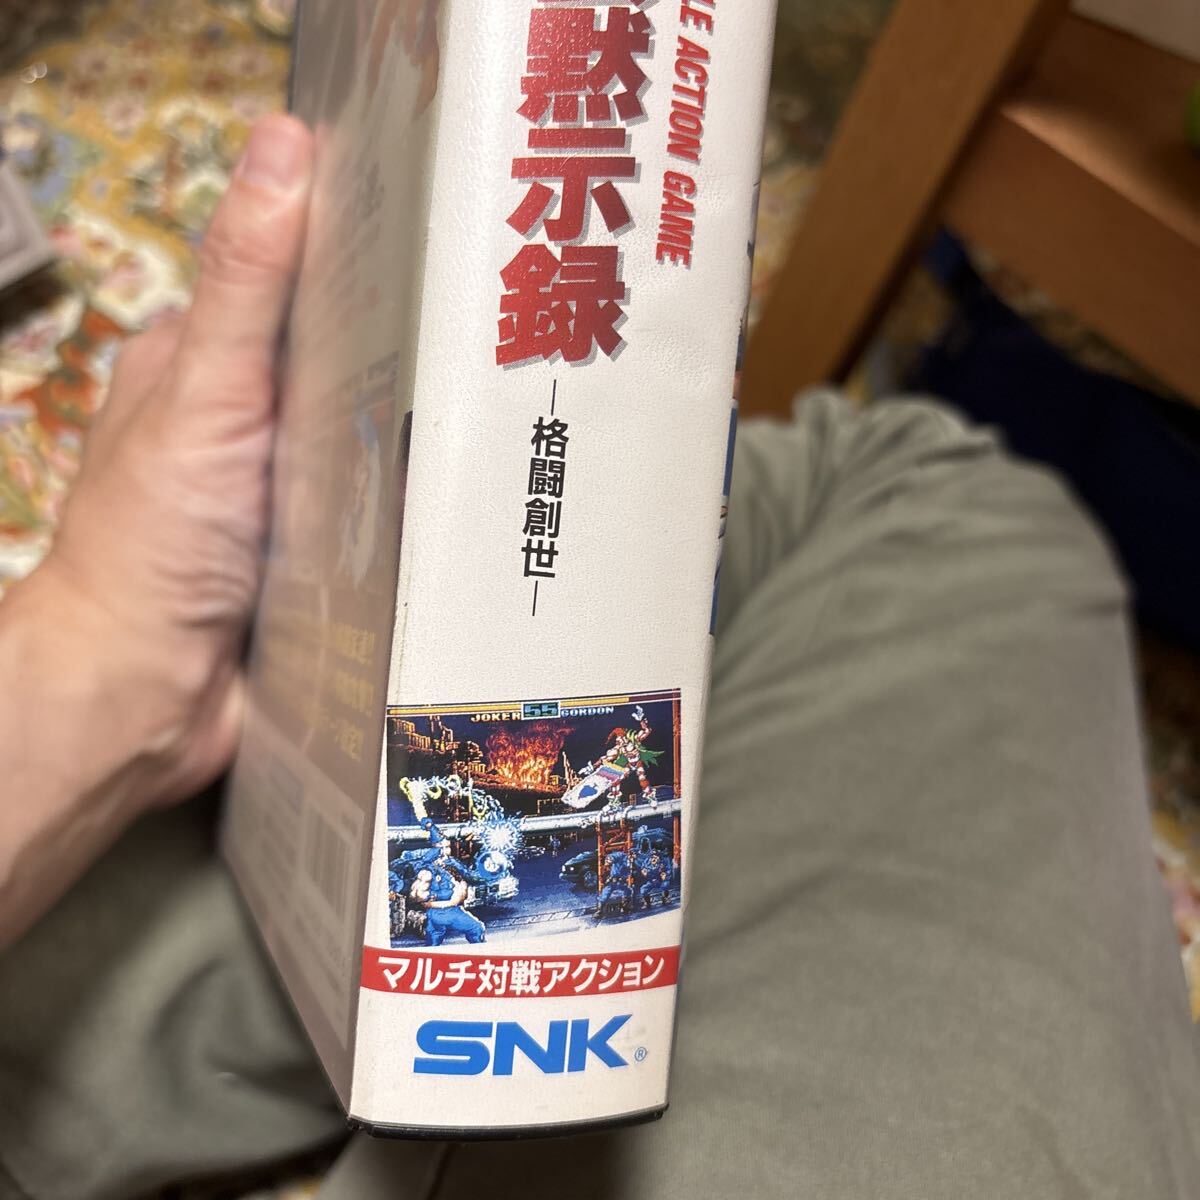 黙示録
LE ACTION GAME
―格闘創世―
JOKER 55 GORDON
マルチ対戦アクション
SNK®